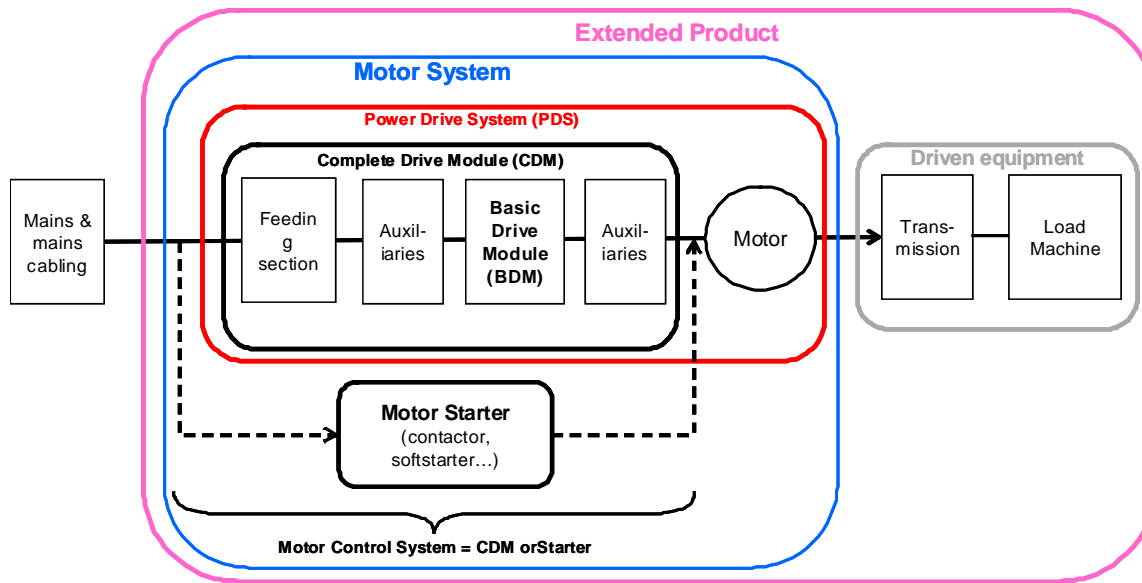 Extended Product
Motor System
Power Drive System (PDS)
Complete Drive Module (CDM)
Driven equipment
Mains &
mains
cabling
Feedin
g
section
Auxil-
iaries
Basic
Drive
Module
(BDM)
Auxil-
iaries
Motor
Trans-
mission
Load
Machine
Motor Starter
(contactor,
softstarter…)
Motor Control System = CDM orStarter